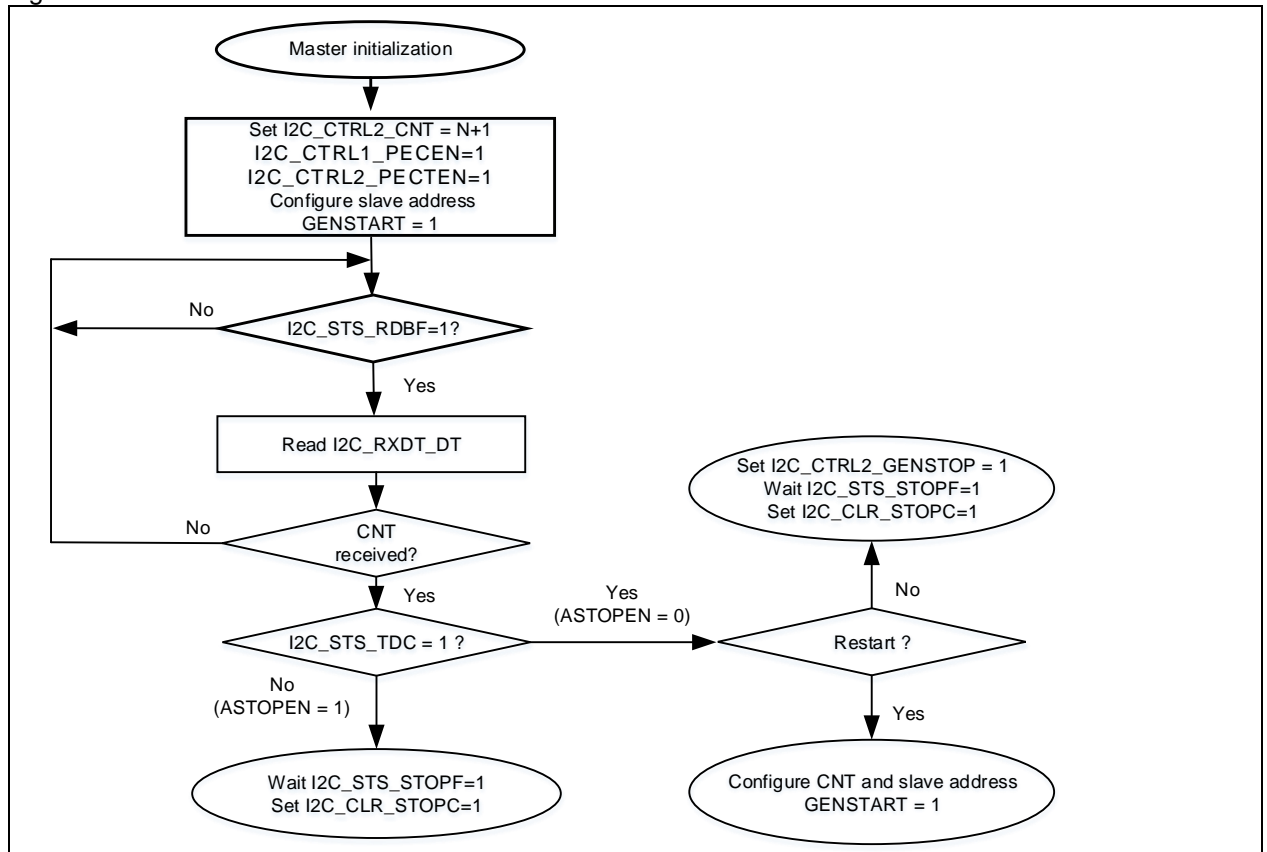 Master initialization
Set I2C_CTRL2_CNT = N+1
I2C_CTRL1_PECEN=1
I2C_CTRL2_PECTEN=1
Configure slave address
GENSTART = 1
No
I2C_STS_RDBF=1?
Yes
Read I2C_RXDT_DT
No
CNT
received?
Yes
I2C_STS_TDC = 1 ?
Yes
(ASTOPEN = 0)
No
(ASTOPEN = 1)
Wait I2C_STS_STOPF=1
Set I2C_CLR_STOPC=1
Set I2C_CTRL2_GENSTOP = 1
Wait I2C_STS_STOPF=1
Set I2C_CLR_STOPC=1
No
Restart ?
Yes
Configure CNT and slave address
GENSTART = 1